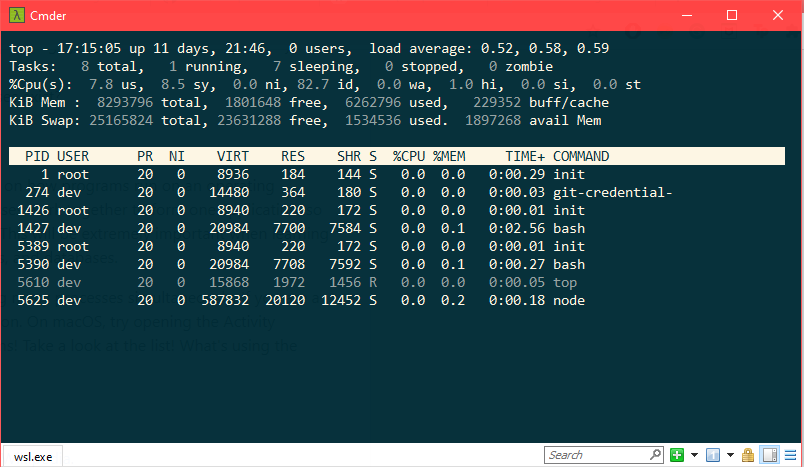 Cmder
top - 17:15:05 up 11 days, 21:46,  0 users,  load average: 0.52, 0.58, 0.59
Tasks:   8 total,   1 running,   7 sleeping,   0 stopped,   0 zombie
%Cpu(s):  7.8 us,  8.5 sy,  0.0 ni, 82.7 id,  0.0 wa,  1.0 hi,  0.0 si,  0.0 st
KiB Mem :  8293796 total,  1801648 free,  6262796 used,   229352 buff/cache
KiB Swap: 25165824 total, 23631288 free,  1534536 used.  1897268 avail Mem
PID USER      PR  NI    VIRT    RES    SHR S  %CPU %MEM     TIME+ COMMAND
1 root      20   0    8936    184    144 S   0.0  0.0   0:00.29 init
274 dev       20   0   14480    364    180 S   0.0  0.0   0:00.03 git-credential-
1426 root      20   0    8940    220    172 S   0.0  0.0   0:00.01 init
1427 dev       20   0   20984   7700   7584 S   0.0  0.1   0:02.56 bash
5389 root      20   0    8940    220    172 S   0.0  0.0   0:00.01 init
5390 dev       20   0   20984   7708   7592 S   0.0  0.1   0:00.27 bash
5610 dev       20   0   15868   1972   1456 R   0.0  0.0   0:00.05 top
5625 dev       20   0  587832  20120  12452 S   0.0  0.2   0:00.18 node
on. On macOS, try opening the Activity
Take a look at the list! What's using the
wsl.exe
Search